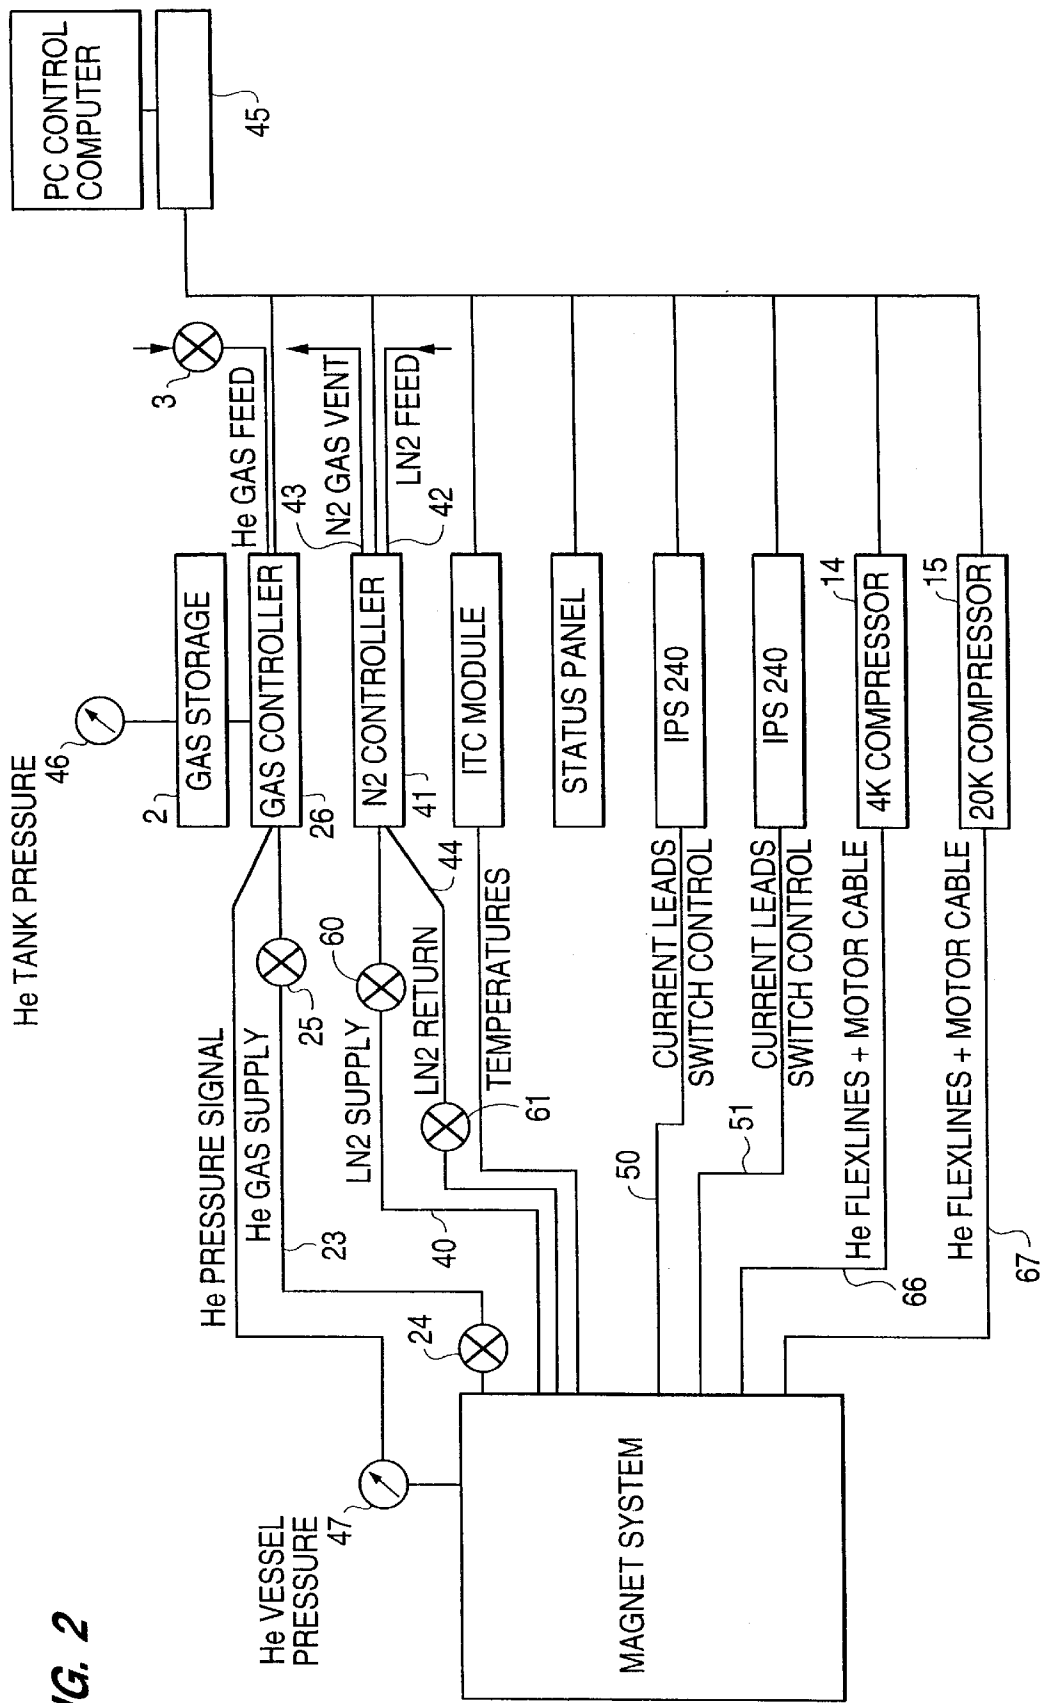 NG. 2
PC CONTROL
COMPUTER
45
He TANK PRESSURE
46
3
2
GAS STORAGE
He GAS FEED
He PRESSURE SIGNAL
GAS CONTROLLER
26
He GAS SUPPLY
25
23
24
43
N2 GAS VENT
N2 CONTROLLER
41
42
LN2 FEED
LN2 SUPPLY
60
44
40
LN2 RETURN
61
ITC MODULE
TEMPERATURES
STATUS PANEL
IPS 240
CURRENT LEADS
SWITCH CONTROL
50
IPS 240
CURRENT LEADS
SWITCH CONTROL
51
14
4K COMPRESSOR
He FLEXLINES + MOTOR CABLE
66
15
20K COMPRESSOR
He FLEXLINES + MOTOR CABLE
67
He VESSEL
PRESSURE
47
MAGNET SYSTEM